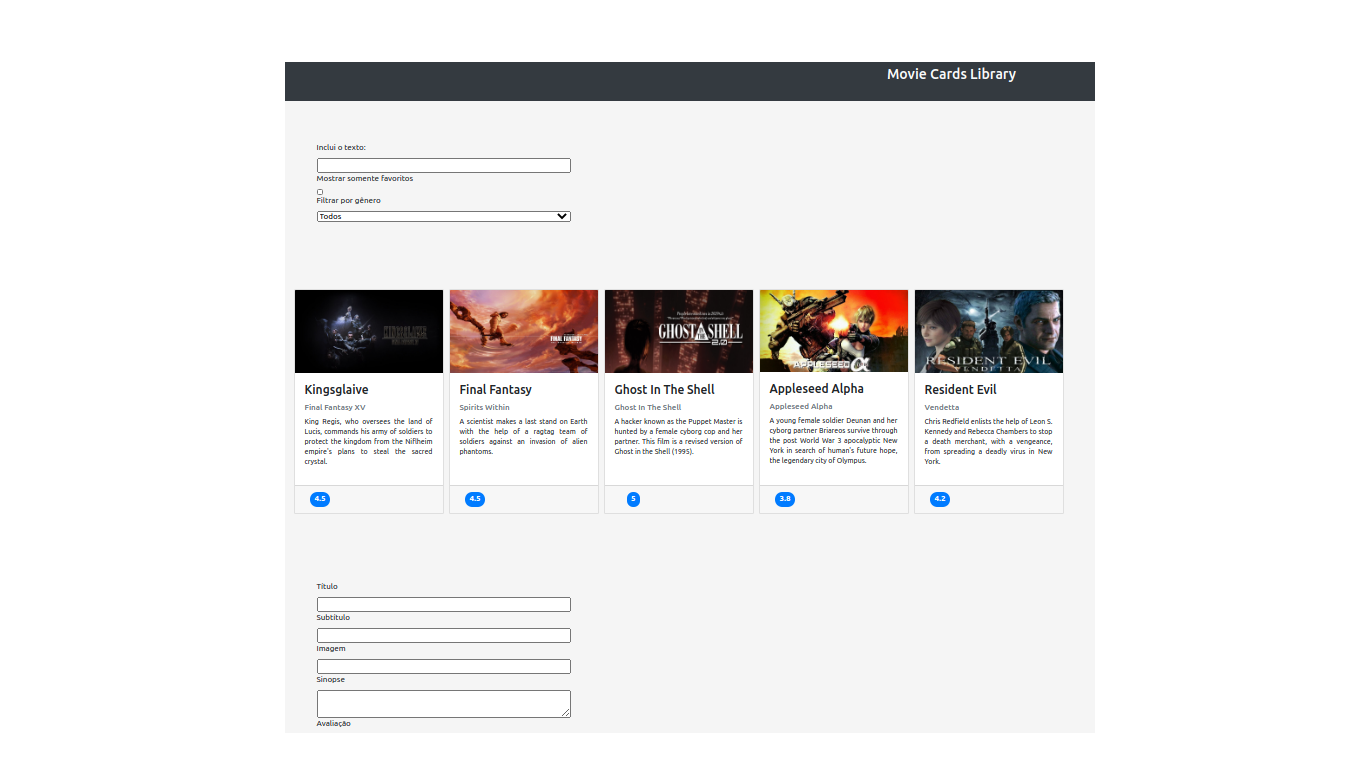 Movie Cards Library
Inclui o texto:
Mostrar somente favoritos
Filtrar por gênero
Todos
KINGSGLAIVE
FINAL FANTASY
GHOST IN THE SHELL
2.0
APPLESEED α
RESIDENT EVIL
VENDETTA
Kingsglaive
Final Fantasy XV
King Regis, who oversees the land of
Lucis, commands his army of soldiers to
protect the kingdom from the Niflheim
empire's plans to steal the sacred
crystal.
4.5
Final Fantasy
Spirits Within
A scientist makes a last stand on Earth
with the help of a ragtag team of
soldiers against an invasion of alien
phantoms.
4.5
Ghost In The Shell
Ghost In The Shell
A hacker known as the Puppet Master is
hunted by a female cyborg cop and her
partner. This film is a revised version of
Ghost in the Shell (1995).
5
Appleseed Alpha
Appleseed Alpha
A young female soldier Deunan and her
cyborg partner Briareos survive through
the post World War 3 apocalyptic New
York in search of human's future hope,
the legendary city of Olympus.
3.8
Resident Evil
Vendetta
Chris Redfield enlists the help of Leon S.
Kennedy and Rebecca Chambers to stop
a death merchant, with a vengeance,
from spreading a deadly virus in New
York.
4.2
Título
Subtítulo
Imagem
Sinopse
Avaliação